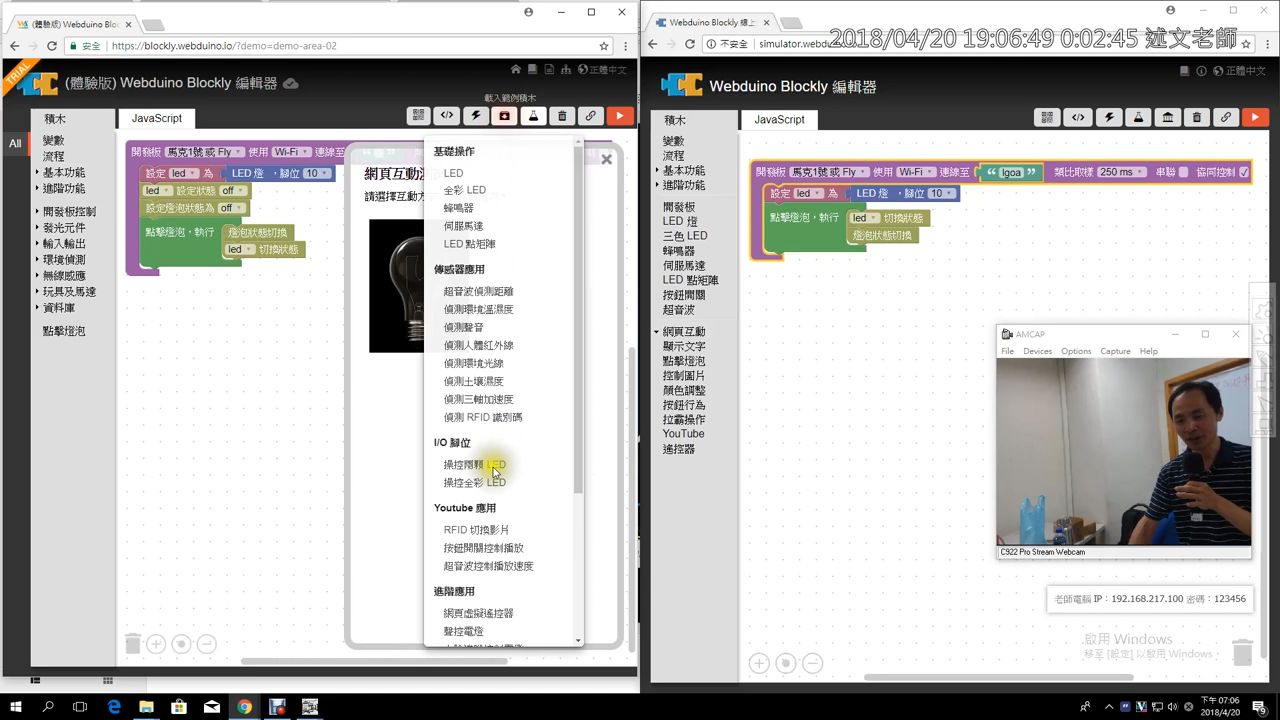 (體驗版) Webduino Blockly 編
安全
https://blockly.webduino.io/?demo=demo-area-02
TRIAL
(體驗版) Webduino Blockly 編輯器
正體中文
載入範例積木
積木
JavaScript
All
變數
流程
基本功能
進階功能
開發板控制
發光元件
輸入輸出
環境偵測
無線感應
玩具及馬達
資料庫
點擊燈泡
開發板 馬克1號 或 Fly 使用 Wi-Fi 連線至
設定 led 為 LED 燈 ,腳位 10
led 設定狀態 off
設定燈泡狀態為 off
點擊燈泡,執行 燈泡狀態切換
led 切換狀態
網頁互動
請選擇互動方
基礎操作
LED
全彩 LED
蜂鳴器
伺服馬達
LED 點矩陣
傳感器應用
超音波偵測距離
偵測環境溫濕度
偵測聲音
偵測人體紅外線
偵測環境光線
偵測土壤濕度
偵測三軸加速度
偵測 RFID 識別碼
I/O 腳位
操控兩顆 LED
操控全彩 LED
Youtube 應用
RFID 切換影片
按鈕開關控制播放
超音波控制播放速度
進階應用
網頁虛擬遙控器
聲控電燈
Webduino Blockly 線上
不安全
simulator.webdu
2018/04/20 19:06:49 0:02:45 述文老師
Webduino Blockly 編輯器
正體中文
積木
JavaScript
變數
流程
基本功能
進階功能
開發板
LED 燈
三色 LED
蜂鳴器
伺服馬達
LED 點矩陣
按鈕開關
超音波
網頁互動
顯示文字
點擊燈泡
控制圖片
顏色調整
按鈕行為
拉霸操作
YouTube
遙控器
開發板 馬克1號 或 Fly 使用 Wi-Fi 連線至 “ lgoa ” 類比取樣 250 ms 串聯 協同控制
設定 led 為 LED 燈 ,腳位 10
點擊燈泡,執行 led 切換狀態
燈泡狀態切換
AMCAP
File Devices Options Capture Help
C922 Pro Stream Webcam
老師電腦 IP:192.168.217.100 密碼:123456
啟用 Windows
移至 [設定] 以啟用 Windows。
下午 07:06
2018/4/20